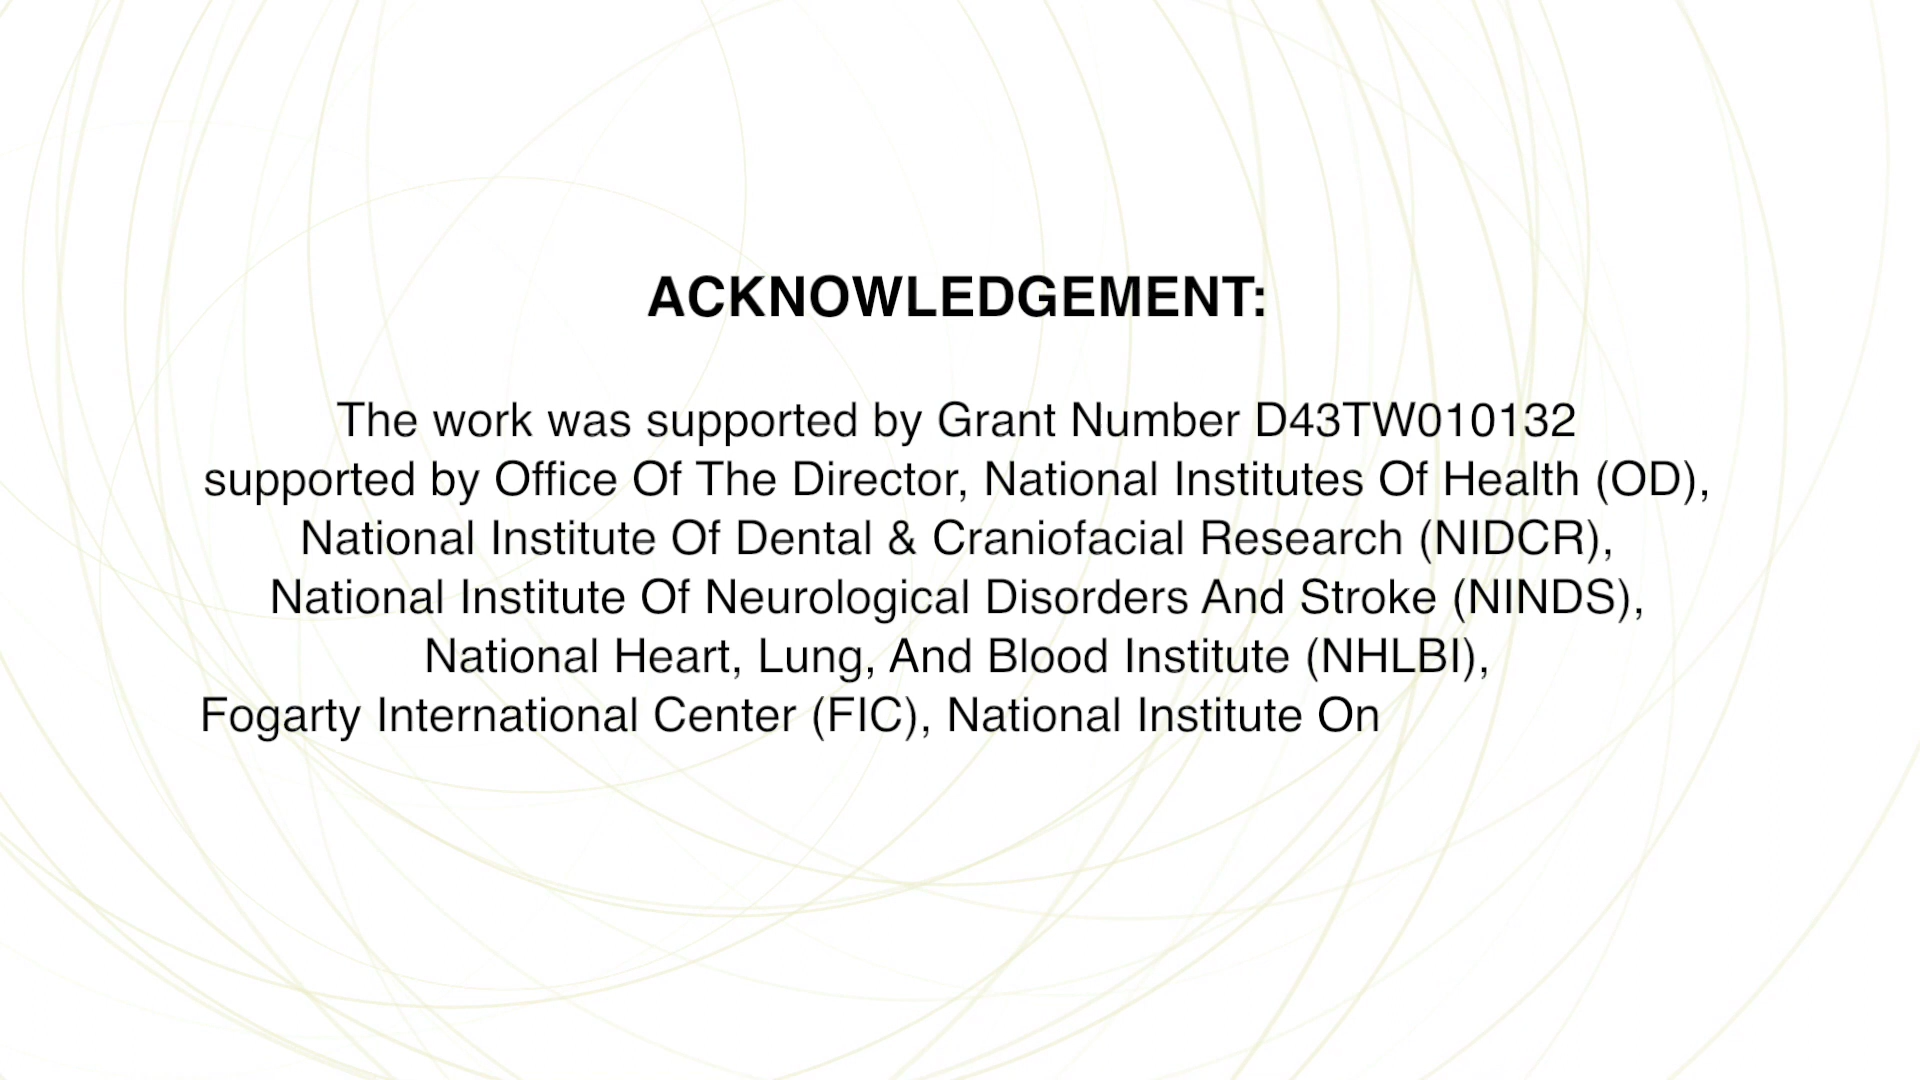 ACKNOWLEDGEMENT:
The work was supported by Grant Number D43TW010132
supported by Office Of The Director, National Institutes Of Health (OD),
National Institute Of Dental & Craniofacial Research (NIDCR),
National Institute Of Neurological Disorders And Stroke (NINDS),
National Heart, Lung, And Blood Institute (NHLBI),
Fogarty International Center (FIC), National Institute On